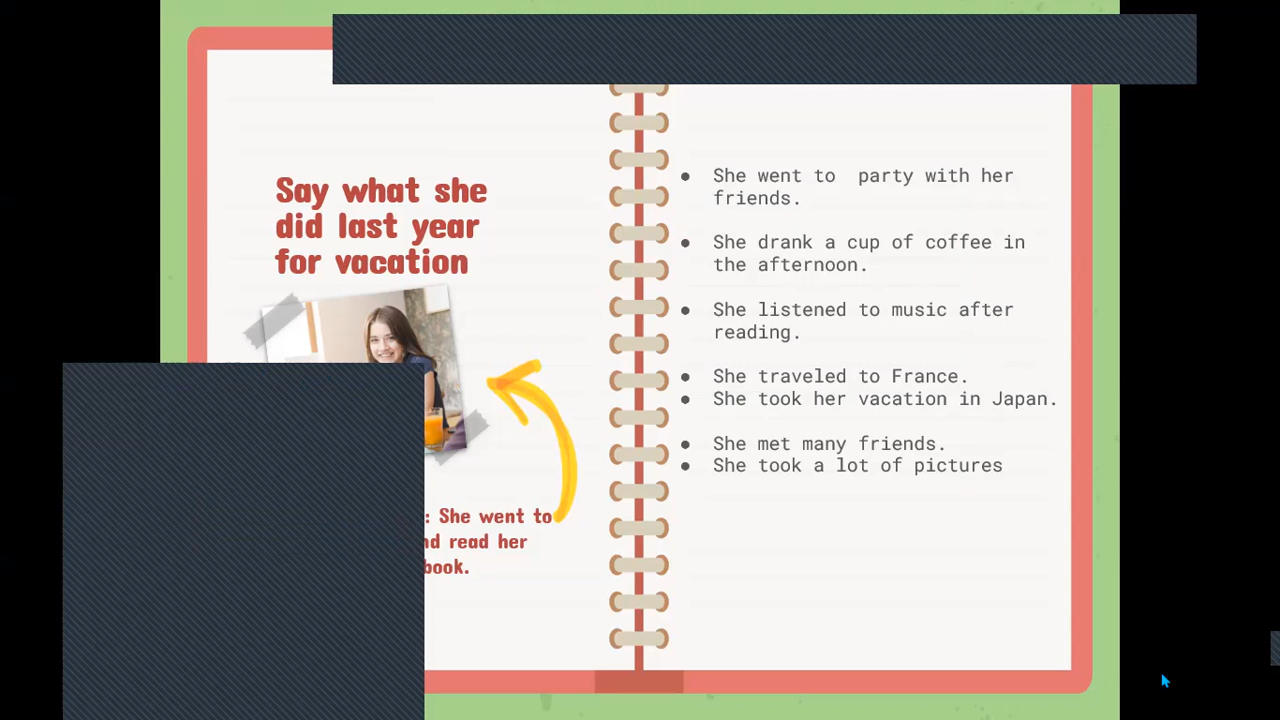 Say what she
did last year
for vacation
: She went to
nd read her
book.
● She went to  party with her
friends.
● She drank a cup of coffee in
the afternoon.
● She listened to music after
reading.
● She traveled to France.
● She took her vacation in Japan.
● She met many friends.
● She took a lot of pictures